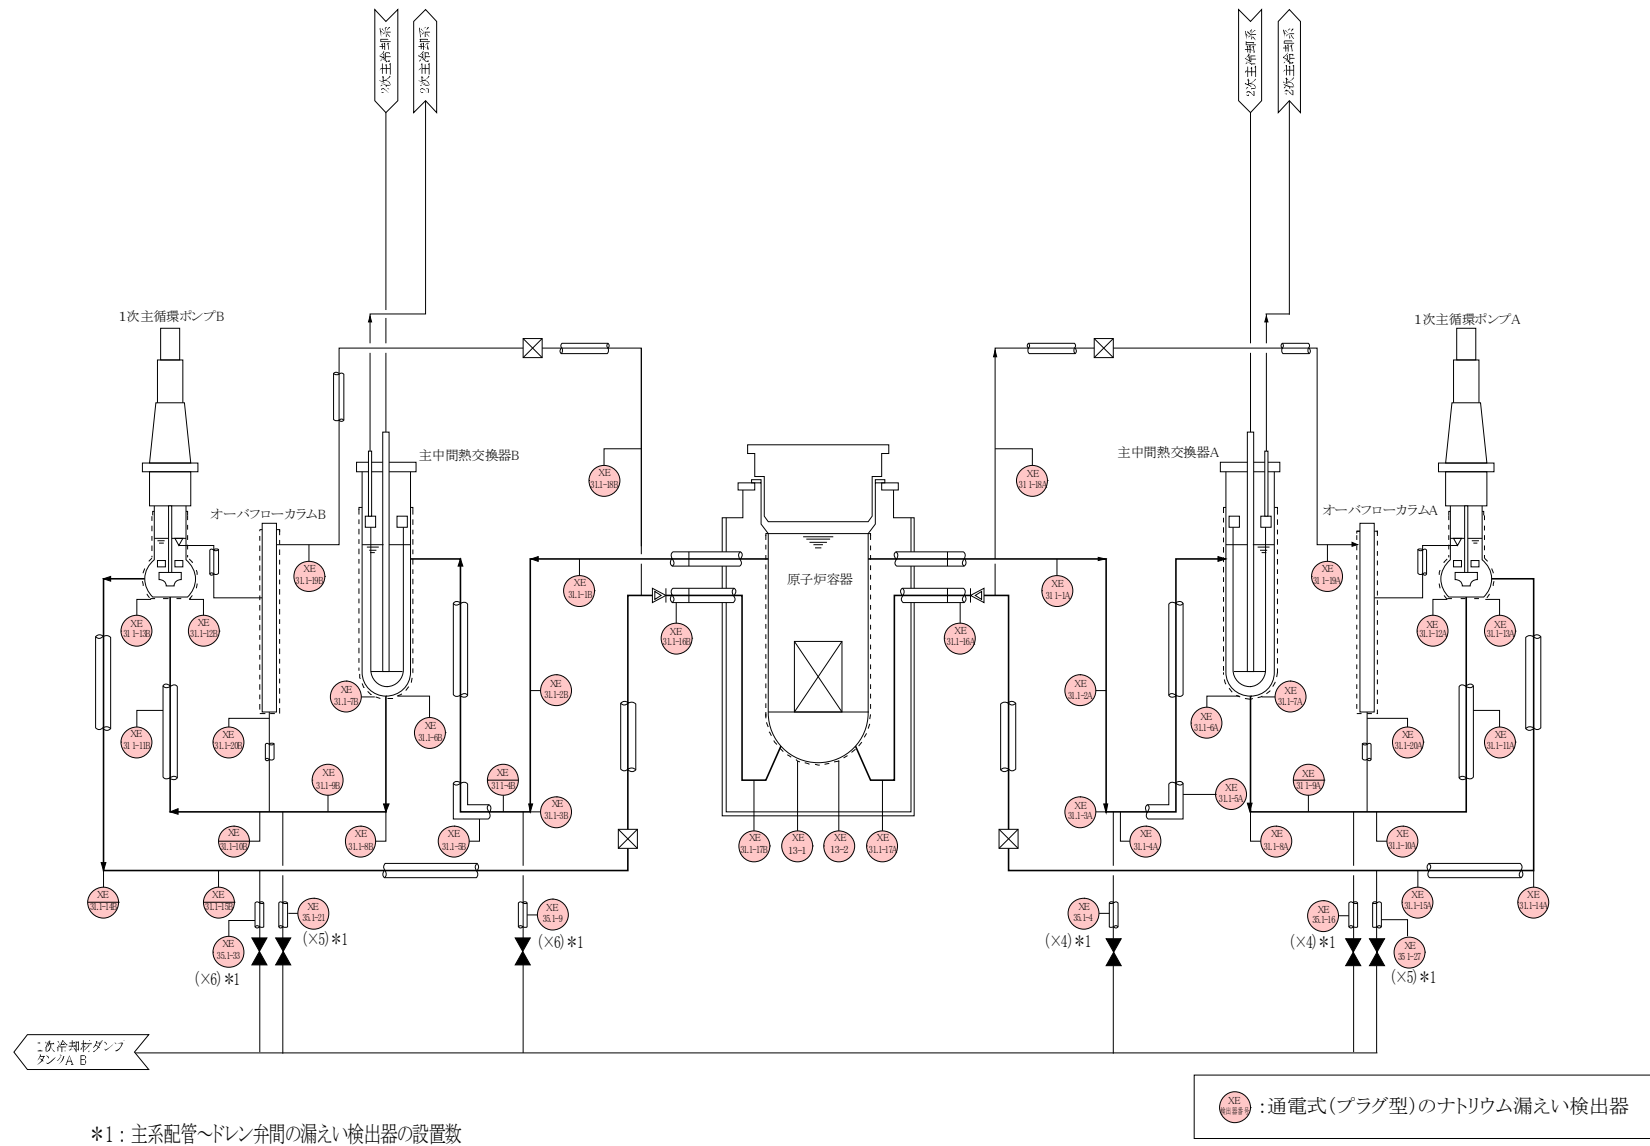 2次主冷却系
2次主冷却系
2次主冷却系
2次主冷却系
1次主循環ポンプB
1次主循環ポンプA
主中間熱交換器B
主中間熱交換器A
オーバフローカラムB
オーバフローカラムA
原子炉容器
XE
31.1-18B
XE
31.1-18A
XE
31.1-19B
XE
31.1-1B
XE
31.1-1A
XE
31.1-19A
XE
31.1-13B
XE
31.1-12B
XE
31.1-16B
XE
31.1-16A
XE
31.1-12A
XE
31.1-13A
XE
31.1-7B
XE
31.1-2B
XE
31.1-2A
XE
31.1-7A
XE
31.1-11B
XE
31.1-20B
XE
31.1-6B
XE
31.1-6A
XE
31.1-20A
XE
31.1-11A
XE
31.1-9B
XE
31.1-4B
XE
31.1-9A
XE
31.1-5A
XE
31.1-3B
XE
31.1-3A
XE
31.1-10B
XE
31.1-8B
XE
31.1-5B
XE
31.1-17B
XE
13-1
XE
13-2
XE
31.1-17A
XE
31.1-4A
XE
31.1-8A
XE
31.1-10A
XE
31.1-14B
XE
31.1-15B
XE
31.1-15A
XE
31.1-14A
XE
35.1-21
(×5)*1
XE
35.1-9
(×6)*1
XE
35.1-4
(×4)*1
XE
35.1-16
(×4)*1
XE
35.1-33
(×6)*1
XE
35.1-27
(×5)*1
1次冷却材ダンプ
タンクA B
XE
検出器番号
:通電式(プラグ型)のナトリウム漏えい検出器
*1:主系配管~ドレン弁間の漏えい検出器の設置数